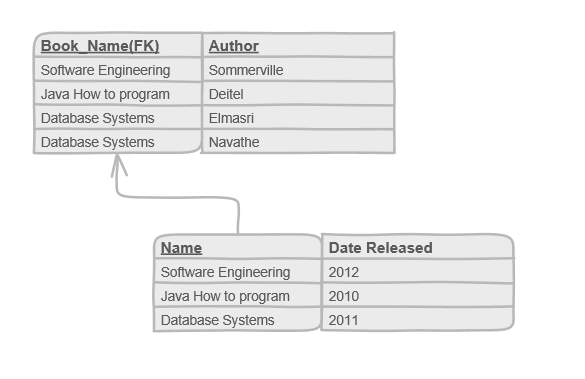 Book_Name(FK) Author
Software Engineering Sommerville
Java How to program Deitel
Database Systems Elmasri
Database Systems Navathe
Name Date Released
Software Engineering 2012
Java How to program 2010
Database Systems 2011